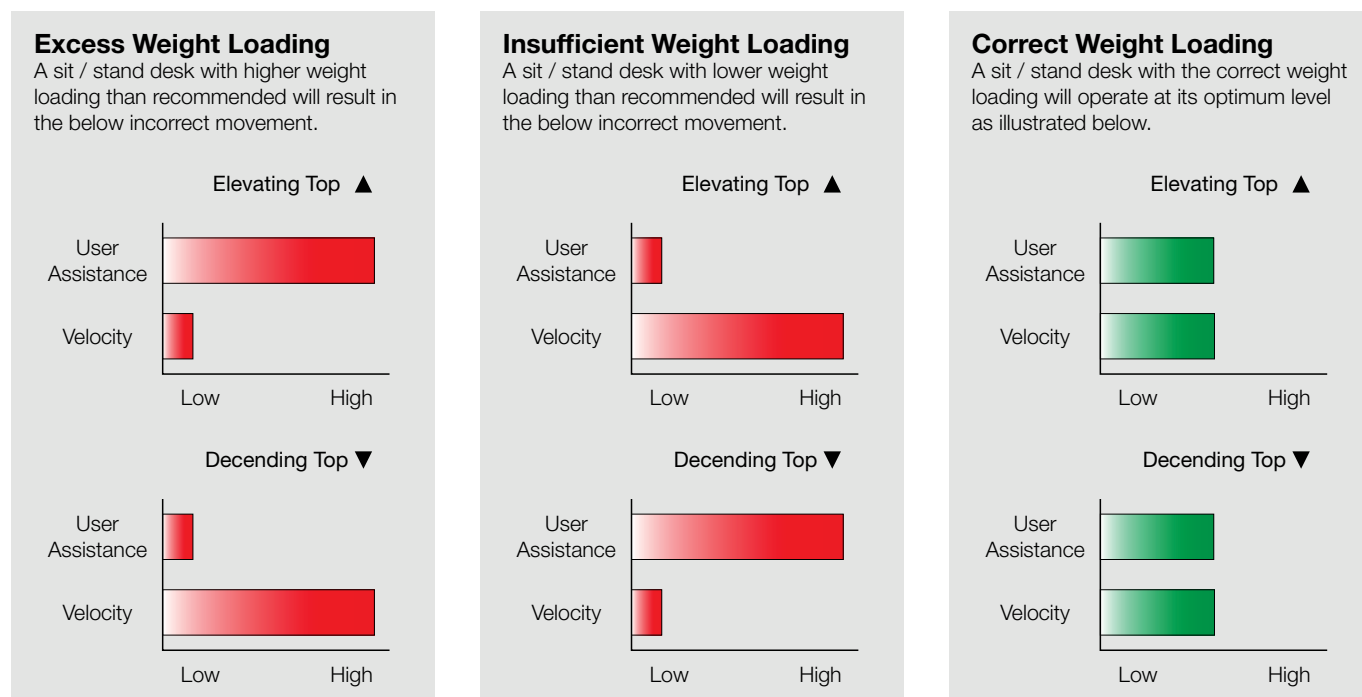 Excess Weight Loading
A sit / stand desk with higher weight
loading than recommended will result in
the below incorrect movement.
Elevating Top ▲
User
Assistance
Velocity
Low High
Decending Top ▼
User
Assistance
Velocity
Low High
Insufficient Weight Loading
A sit / stand desk with lower weight
loading than recommended will result in
the below incorrect movement.
Elevating Top ▲
User
Assistance
Velocity
Low High
Decending Top ▼
User
Assistance
Velocity
Low High
Correct Weight Loading
A sit / stand desk with the correct weight
loading will operate at its optimum level
as illustrated below.
Elevating Top ▲
User
Assistance
Velocity
Low High
Decending Top ▼
User
Assistance
Velocity
Low High